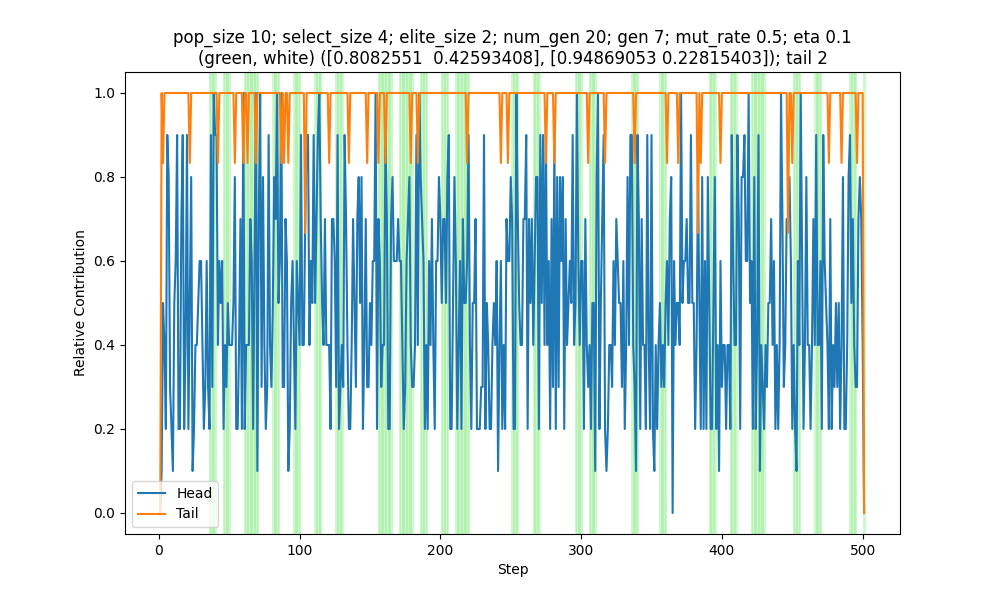 pop_size 10; select_size 4; elite_size 2; num_gen 20; gen 7; mut_rate 0.5; eta 0.1
(green, white) ([0.8082551  0.42593408], [0.94869053 0.22815403]); tail 2
1.0
0.8
0.6
0.4
0.2
0.0
Relative Contribution
Head
Tail
0 100 200 300 400 500
Step